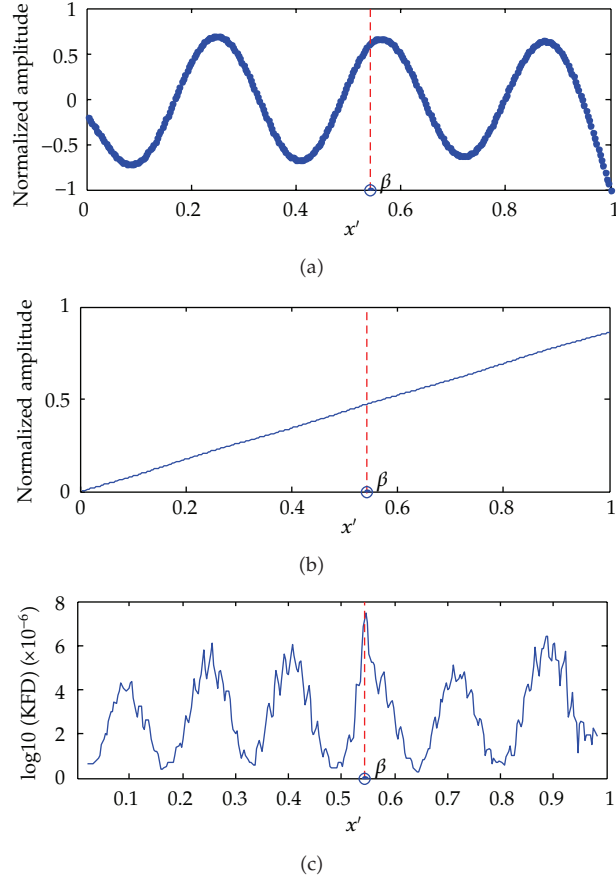 1
0.5
0
−0.5
−1
Normalized amplitude
β
0 0.2 0.4 0.6 0.8 1
x′
(a)
1
0.5
0
Normalized amplitude
β
0 0.2 0.4 0.6 0.8 1
x′
(b)
8
6
4
2
0
log10 (KFD) (×10⁻⁶)
β
0.1 0.2 0.3 0.4 0.5 0.6 0.7 0.8 0.9 1
x′
(c)